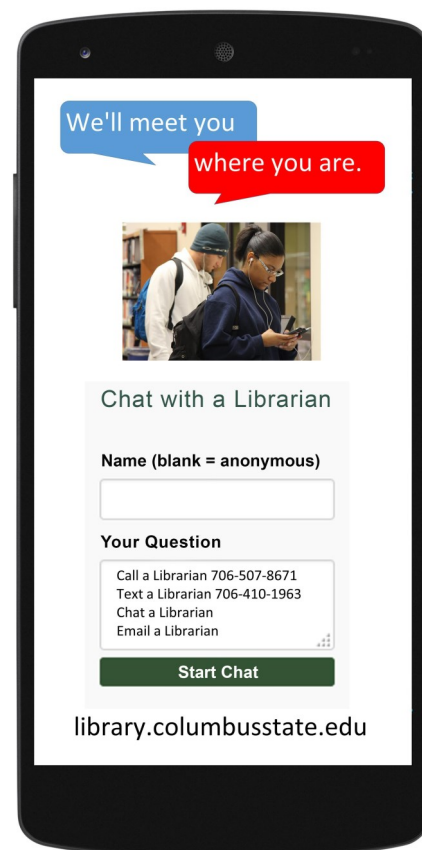 We'll meet you
where you are.
Chat with a Librarian
Name (blank = anonymous)
Your Question
Call a Librarian 706-507-8671
Text a Librarian 706-410-1963
Chat a Librarian
Email a Librarian
Start Chat
library.columbusstate.edu